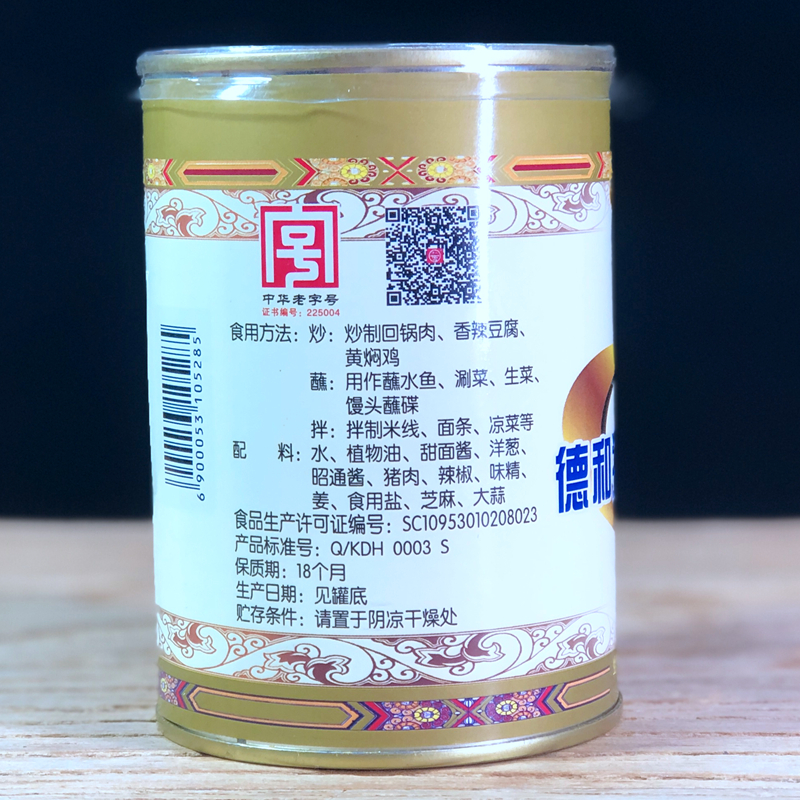 号
中华老字号
证书编号：225004
食用方法：炒：炒制回锅肉、香辣豆腐、
黄焖鸡
蘸：用作蘸水鱼、涮菜、生菜、
馒头蘸碟
拌：拌制米线、面条、凉菜等
配 料：水、植物油、甜面酱、洋葱、
昭通酱、猪肉、辣椒、味精、
姜、食用盐、芝麻、大蒜
食品生产许可证编号：SC10953010208023
产品标准号：Q/KDH 0003 S
保质期：18个月
生产日期：见罐底
贮存条件：请置于阴凉干燥处
6 900053 105285
德和